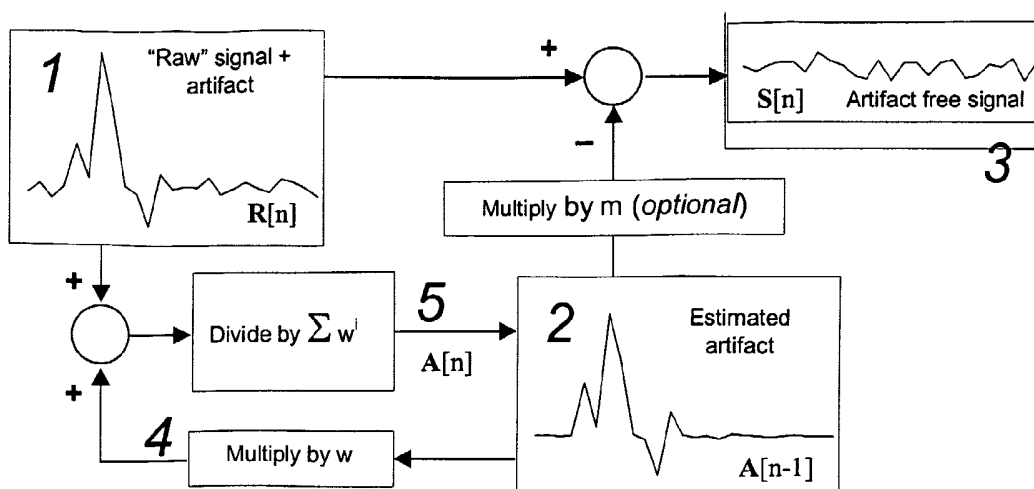 1
“Raw” signal +
artifact
R[n]
+
−
S[n] Artifact free signal
3
Multiply by m (optional)
+
Divide by Σ wⁱ
5
A[n]
2
Estimated
artifact
A[n-1]
+
4
Multiply by w